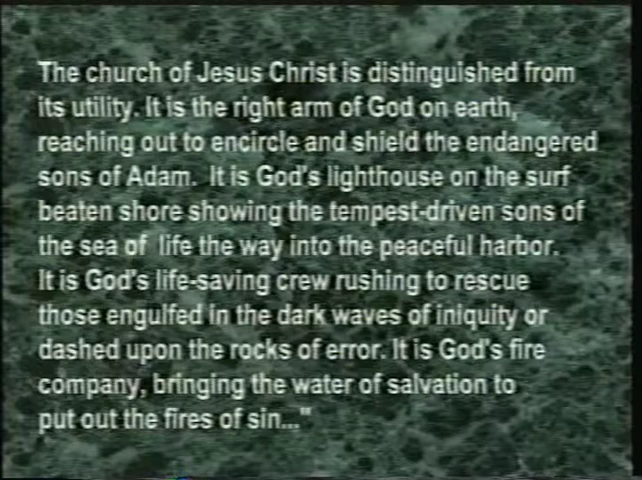 The church of Jesus Christ is distinguished from
its utility. It is the right arm of God on earth,
reaching out to encircle and shield the endangered
sons of Adam. It is God's lighthouse on the surf
beaten shore showing the tempest-driven sons of
the sea of life the way into the peaceful harbor.
It is God's life-saving crew rushing to rescue
those engulfed in the dark waves of iniquity or
dashed upon the rocks of error. It is God's fire
company, bringing the water of salvation to
put out the fires of sin..."